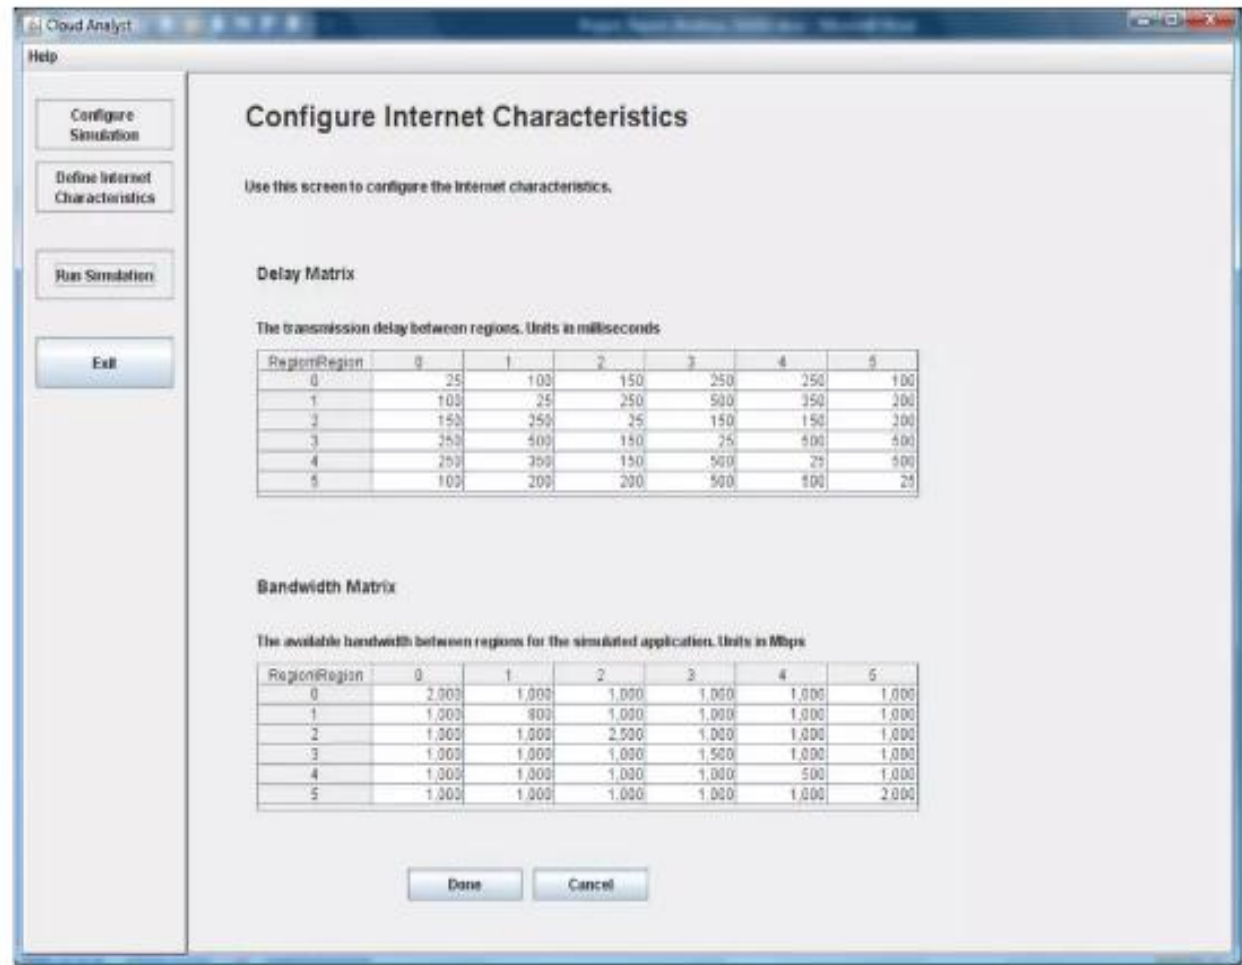 Cloud Analyst
Help
Configure
Simulation
Define Internet
Characteristics
Run Simulation
Exit
Configure Internet Characteristics
Use this screen to configure the Internet characteristics.
Delay Matrix
The transmission delay between regions. Units in milliseconds
Region\Region 0 1 2 3 4 5
0 25 100 150 250 250 100
1 100 25 250 500 350 200
2 150 250 25 150 150 200
3 250 500 150 25 500 500
4 250 350 150 500 25 500
5 100 200 200 500 500 25
Bandwidth Matrix
The available bandwidth between regions for the simulated application. Units in Mbps
Region\Region 0 1 2 3 4 5
0 2,000 1,000 1,000 1,000 1,000 1,000
1 1,000 800 1,000 1,000 1,000 1,000
2 1,000 1,000 2,500 1,000 1,000 1,000
3 1,000 1,000 1,000 1,500 1,000 1,000
4 1,000 1,000 1,000 1,000 500 1,000
5 1,000 1,000 1,000 1,000 1,000 2,000
Done Cancel